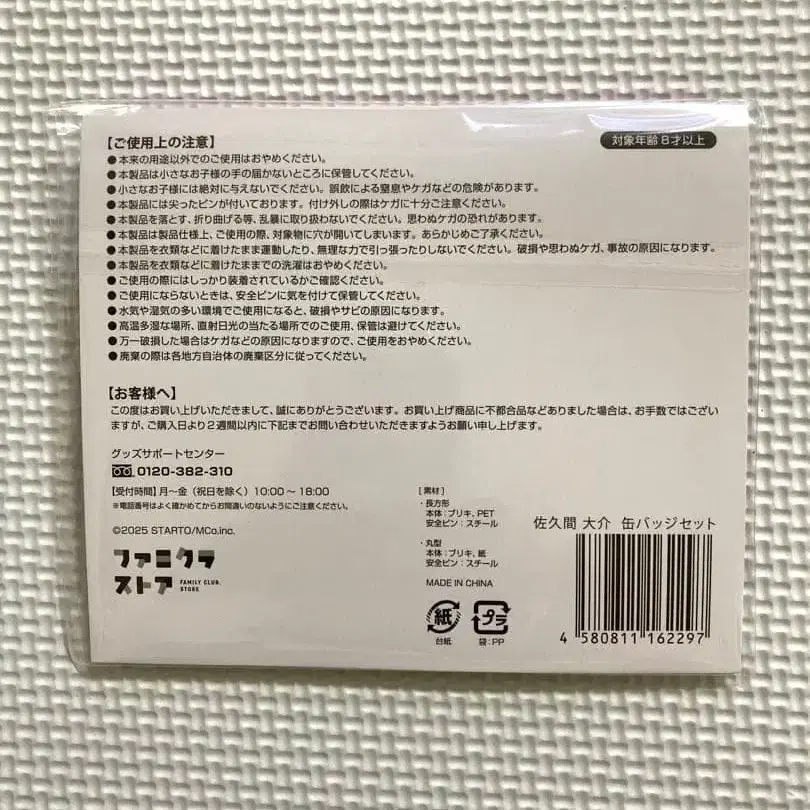 【ご使用上の注意】
対象年齢8才以上
●本来の用途以外でのご使用はおやめください。
●本製品は小さなお子様の手の届かないところに保管してください。
●小さなお子様には絶対に与えないでください。誤飲による窒息やケガなどの危険があります。
●本製品には尖ったピンが付いております。付け外しの際はケガに十分ご注意ください。
●本製品を落とす、折り曲げる等、乱暴に取り扱わないでください。思わぬケガの恐れがあります。
●本製品は製品仕様上、ご使用の際、対象物に穴が開いてしまいます。あらかじめご了承ください。
●本製品を衣類などに着けたまま運動したり、無理な力で引っ張ったりしないでください。破損や思わぬケガ、事故の原因になります。
●本製品を衣類などに着けたままでの洗濯はおやめください。
●ご使用の際にはしっかり装着されているかご確認ください。
●ご使用にならないときは、安全ピンに気を付けて保管してください。
●水気や湿気の多い環境でご使用になると、破損やサビの原因になります。
●高温多湿な場所、直射日光の当たる場所でのご使用、保管は避けてください。
●万一破損した場合はケガなどの原因になりますので、ご使用をおやめください。
●廃棄の際は各地方自治体の廃棄区分に従ってください。
【お客様へ】
この度はお買い上げいただきまして、誠にありがとうございます。お買い上げ商品に不都合品などありました場合は、お手数ではござい
ますが、ご購入日より2週間以内に下記までお問い合わせいただきますようお願い申し上げます。
グッズサポートセンター
0120-382-310
【受付時間】月〜金（祝日を除く）10:00〜18:00
※電話番号はよく確かめてからお間違いのないようにご注意ください。
©2025 STARTO/MCo.inc.
ファミクラ
ストア
FAMILY CLUB.
STORE
[素材]
・長方形
本体：ブリキ、PET
安全ピン：スチール
・丸型
本体：ブリキ、紙
安全ピン：スチール
MADE IN CHINA
紙
台紙
プラ
袋：PP
佐久間 大介 缶バッジセット
4 580811 162297